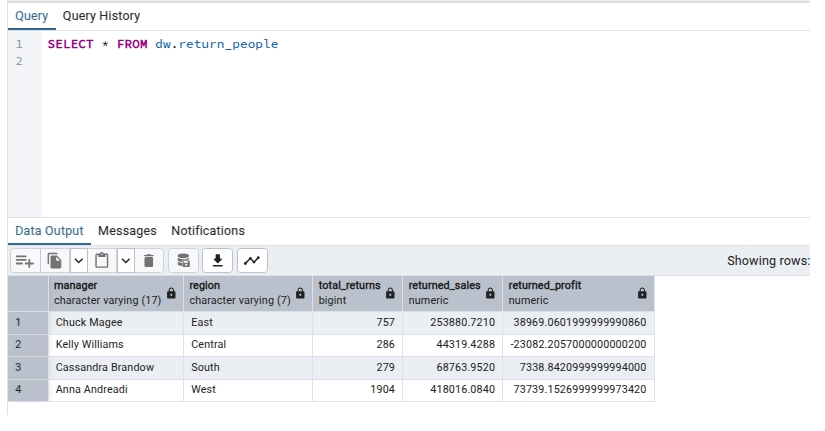 Query Query History
1 SELECT * FROM dw.return_people
2
Data Output Messages Notifications
Showing rows:
manager region total_returns returned_sales returned_profit
character varying (17) character varying (7) bigint numeric numeric
1 Chuck Magee East 757 253880.7210 38969.0601999999990860
2 Kelly Williams Central 286 44319.4288 -23082.2057000000000200
3 Cassandra Brandow South 279 68763.9520 7338.8420999999994000
4 Anna Andreadi West 1904 418016.0840 73739.1526999999973420